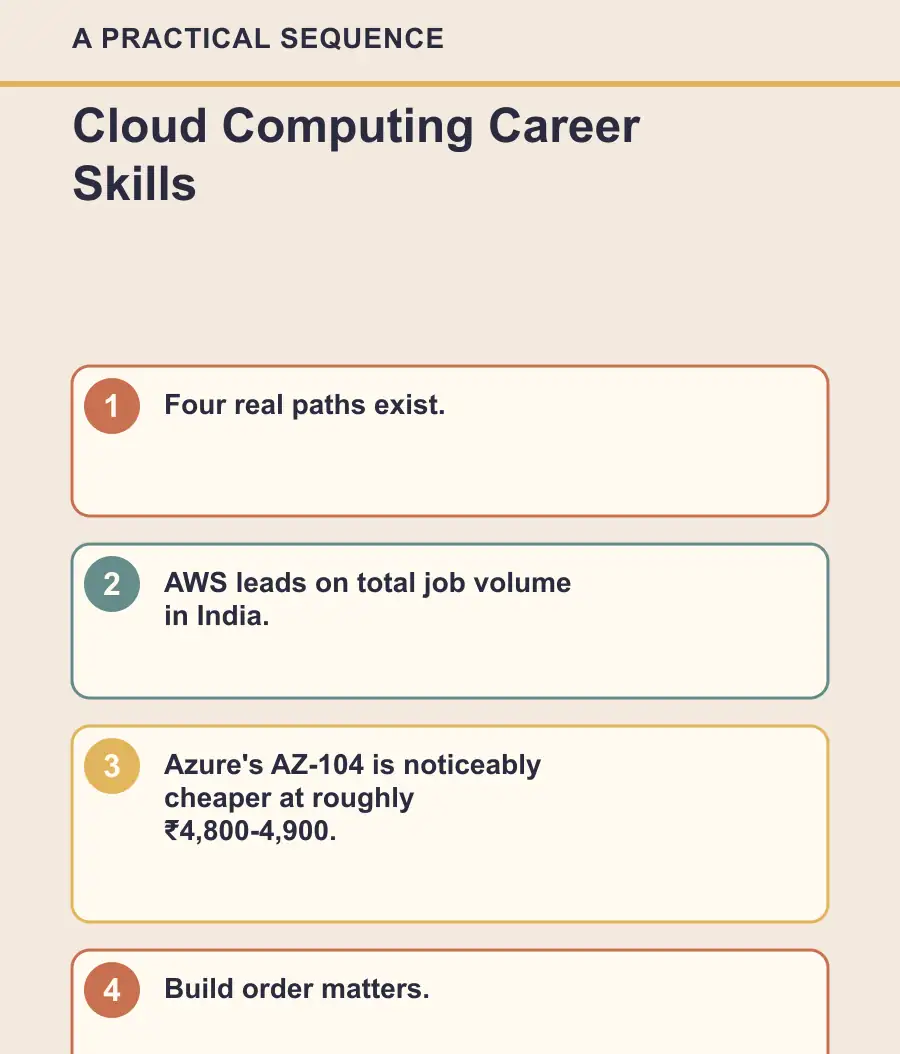 A PRACTICAL SEQUENCE
Cloud Computing Career
Skills
1
Four real paths exist.
2
AWS leads on total job volume
in India.
3
Azure's AZ-104 is noticeably
cheaper at roughly
₹4,800-4,900.
4
Build order matters.